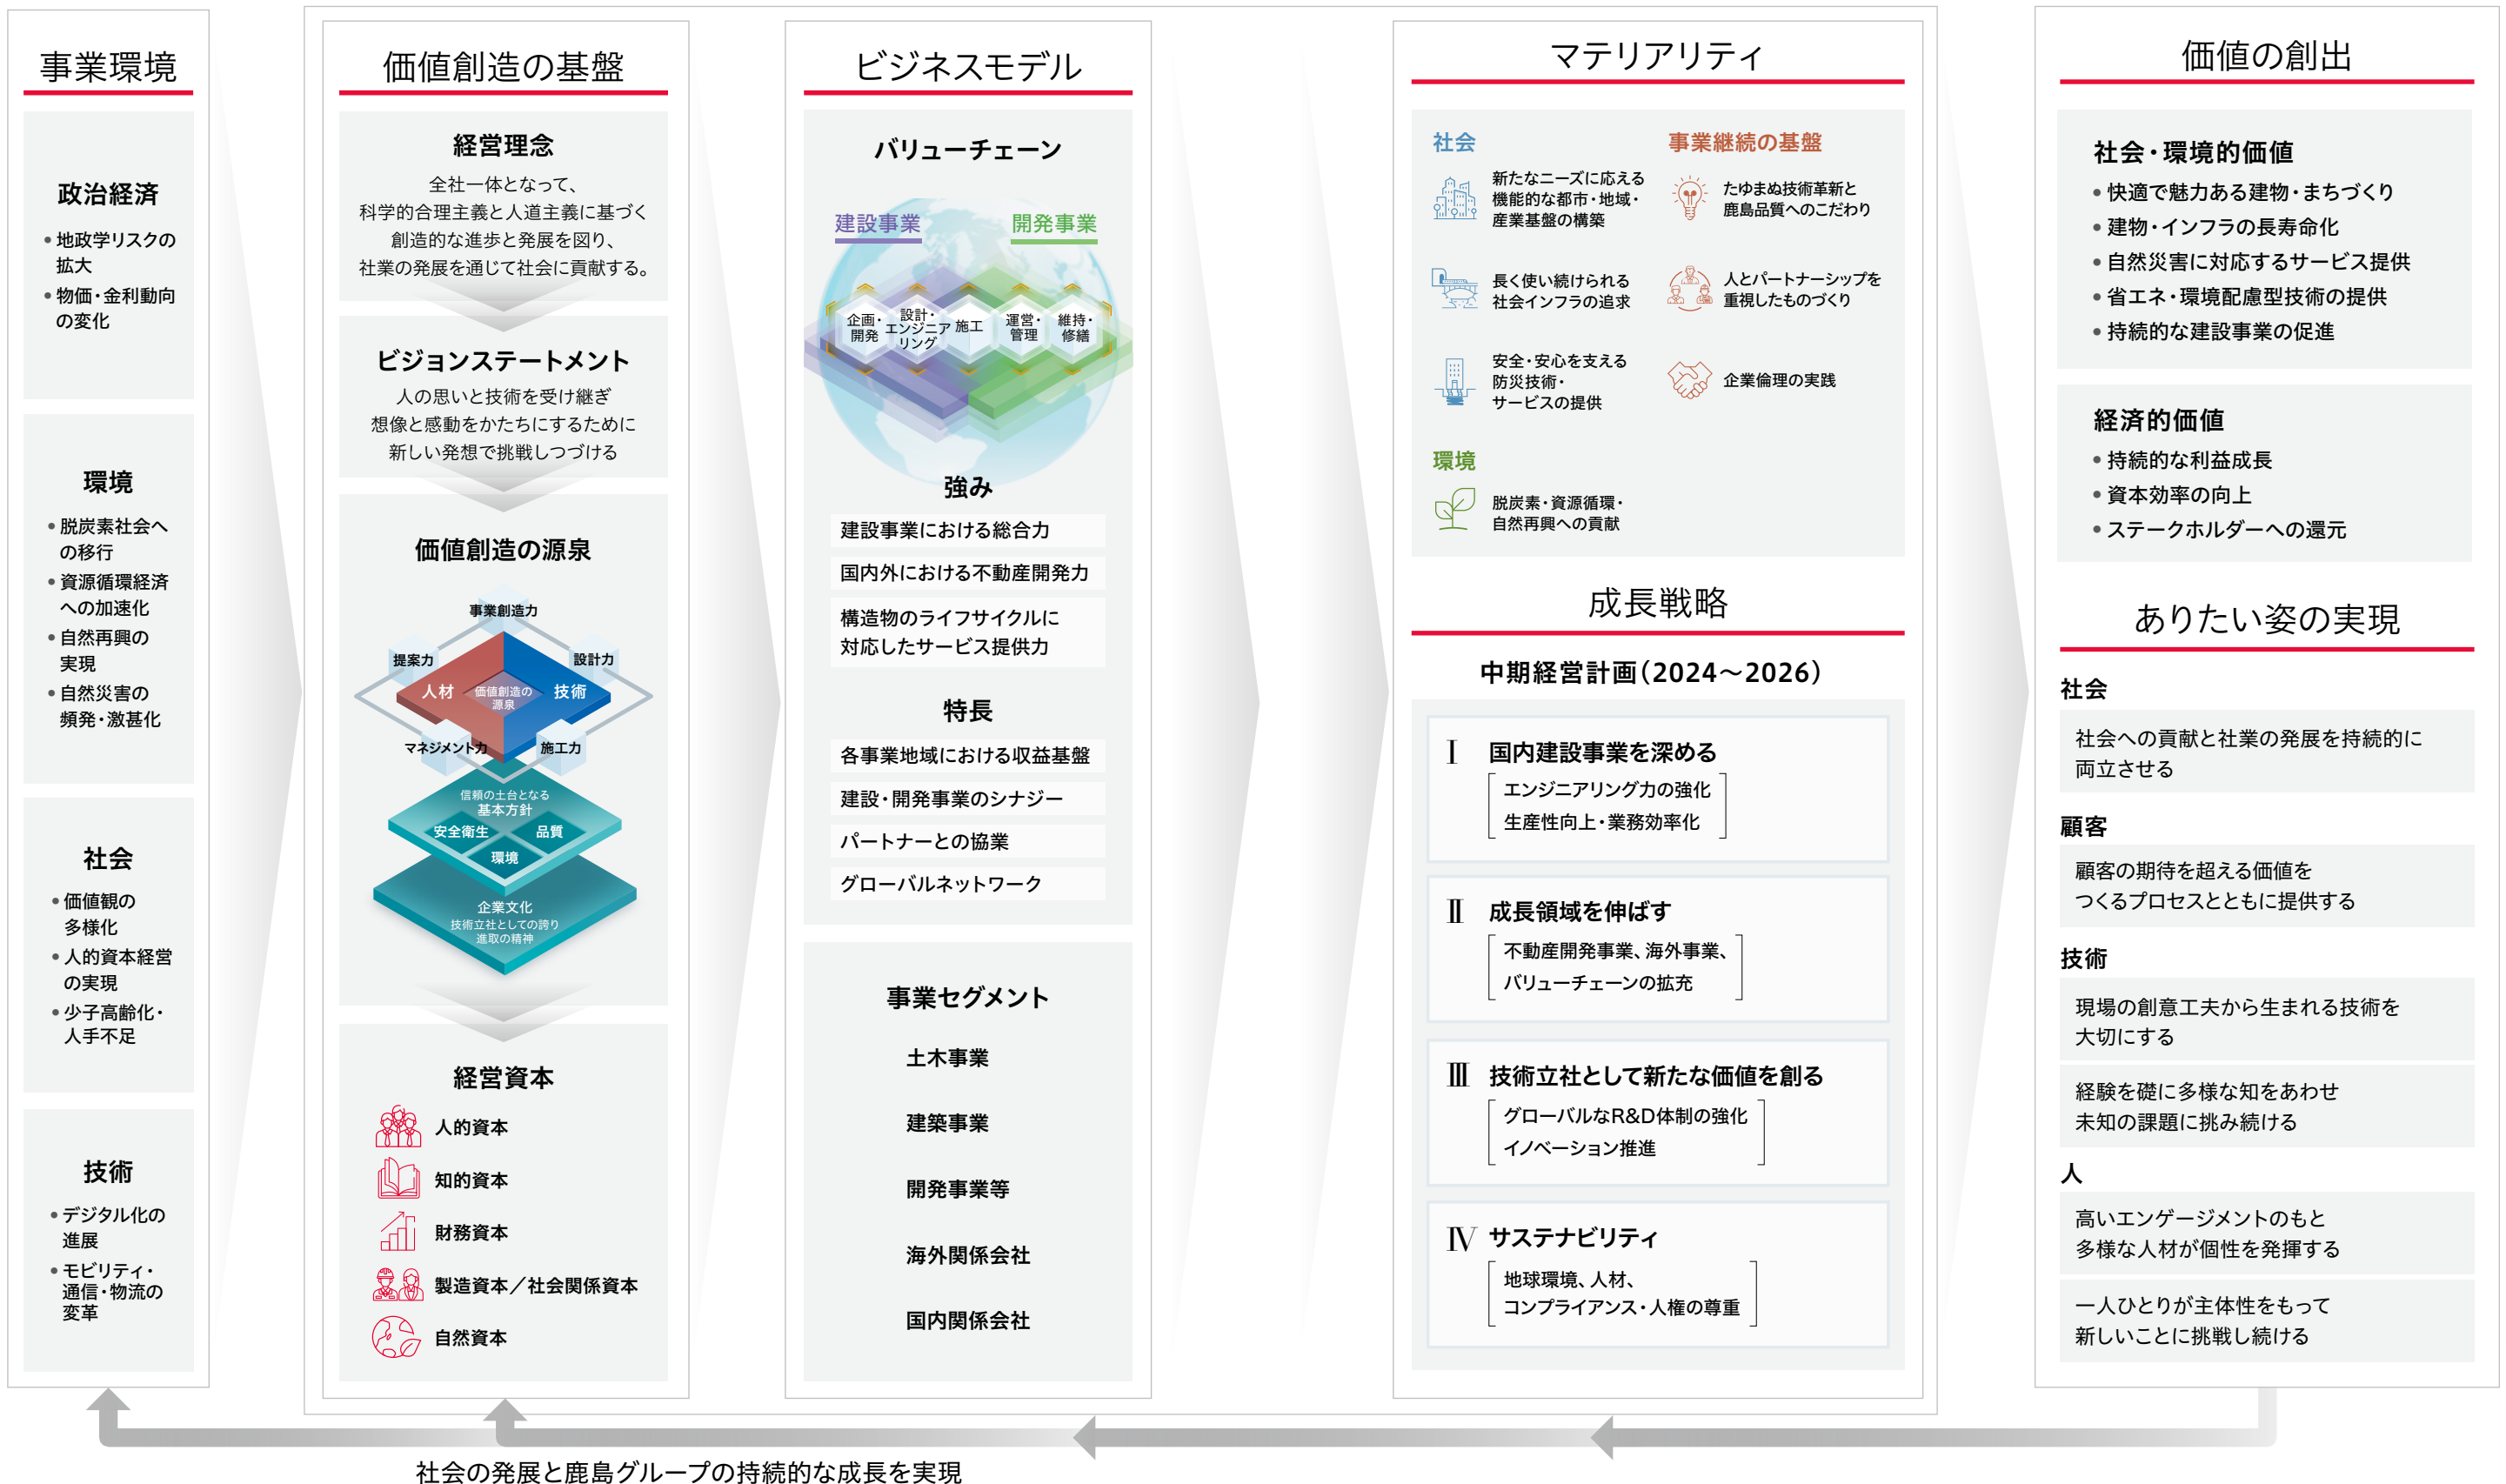 事業環境
政治経済
• 地政学リスクの
拡大
• 物価・金利動向
の変化
環境
• 脱炭素社会へ
の移行
• 資源循環経済
への加速化
• 自然再興の
実現
• 自然災害の
頻発・激甚化
社会
• 価値観の
多様化
• 人的資本経営
の実現
• 少子高齢化・
人手不足
技術
• デジタル化の
進展
• モビリティ・
通信・物流の
変革
価値創造の基盤
経営理念
全社一体となって、
科学的合理主義と人道主義に基づく
創造的な進歩と発展を図り、
社業の発展を通じて社会に貢献する。
ビジョンステートメント
人の思いと技術を受け継ぎ
想像と感動をかたちにするために
新しい発想で挑戦しつづける
価値創造の源泉
事業創造力
提案力
設計力
人材
価値創造の
源泉
技術
マネジメント力
施工力
信頼の土台となる
基本方針
安全衛生
品質
環境
企業文化
技術立社としての誇り
進取の精神
経営資本
人的資本
知的資本
財務資本
製造資本／社会関係資本
自然資本
ビジネスモデル
バリューチェーン
建設事業
開発事業
企画・
開発
設計・
エンジニア
リング
施工
運営・
管理
維持・
修繕
強み
建設事業における総合力
国内外における不動産開発力
構造物のライフサイクルに
対応したサービス提供力
特長
各事業地域における収益基盤
建設・開発事業のシナジー
パートナーとの協業
グローバルネットワーク
事業セグメント
土木事業
建築事業
開発事業等
海外関係会社
国内関係会社
マテリアリティ
社会
新たなニーズに応える
機能的な都市・地域・
産業基盤の構築
長く使い続けられる
社会インフラの追求
安全・安心を支える
防災技術・
サービスの提供
環境
脱炭素・資源循環・
自然再興への貢献
事業継続の基盤
たゆまぬ技術革新と
鹿島品質へのこだわり
人とパートナーシップを
重視したものづくり
企業倫理の実践
成長戦略
中期経営計画（2024～2026）
Ⅰ 国内建設事業を深める
エンジニアリング力の強化
生産性向上・業務効率化
Ⅱ 成長領域を伸ばす
不動産開発事業、海外事業、
バリューチェーンの拡充
Ⅲ 技術立社として新たな価値を創る
グローバルなR&D体制の強化
イノベーション推進
Ⅳ サステナビリティ
地球環境、人材、
コンプライアンス・人権の尊重
価値の創出
社会・環境的価値
• 快適で魅力ある建物・まちづくり
• 建物・インフラの長寿命化
• 自然災害に対応するサービス提供
• 省エネ・環境配慮型技術の提供
• 持続的な建設事業の促進
経済的価値
• 持続的な利益成長
• 資本効率の向上
• ステークホルダーへの還元
ありたい姿の実現
社会
社会への貢献と社業の発展を持続的に
両立させる
顧客
顧客の期待を超える価値を
つくるプロセスとともに提供する
技術
現場の創意工夫から生まれる技術を
大切にする
経験を礎に多様な知をあわせ
未知の課題に挑み続ける
人
高いエンゲージメントのもと
多様な人材が個性を発揮する
一人ひとりが主体性をもって
新しいことに挑戦し続ける
社会の発展と鹿島グループの持続的な成長を実現